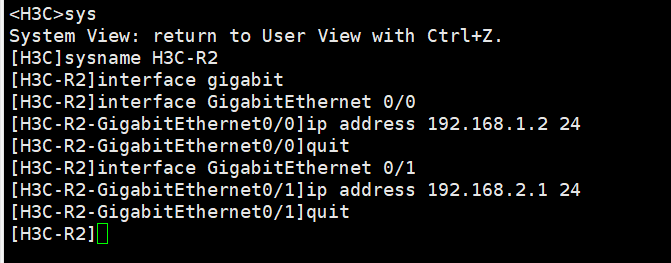 <H3C>sys
System View: return to User View with Ctrl+Z.
[H3C]sysname H3C-R2
[H3C-R2]interface gigabit
[H3C-R2]interface GigabitEthernet 0/0
[H3C-R2-GigabitEthernet0/0]ip address 192.168.1.2 24
[H3C-R2-GigabitEthernet0/0]quit
[H3C-R2]interface GigabitEthernet 0/1
[H3C-R2-GigabitEthernet0/1]ip address 192.168.2.1 24
[H3C-R2-GigabitEthernet0/1]quit
[H3C-R2]